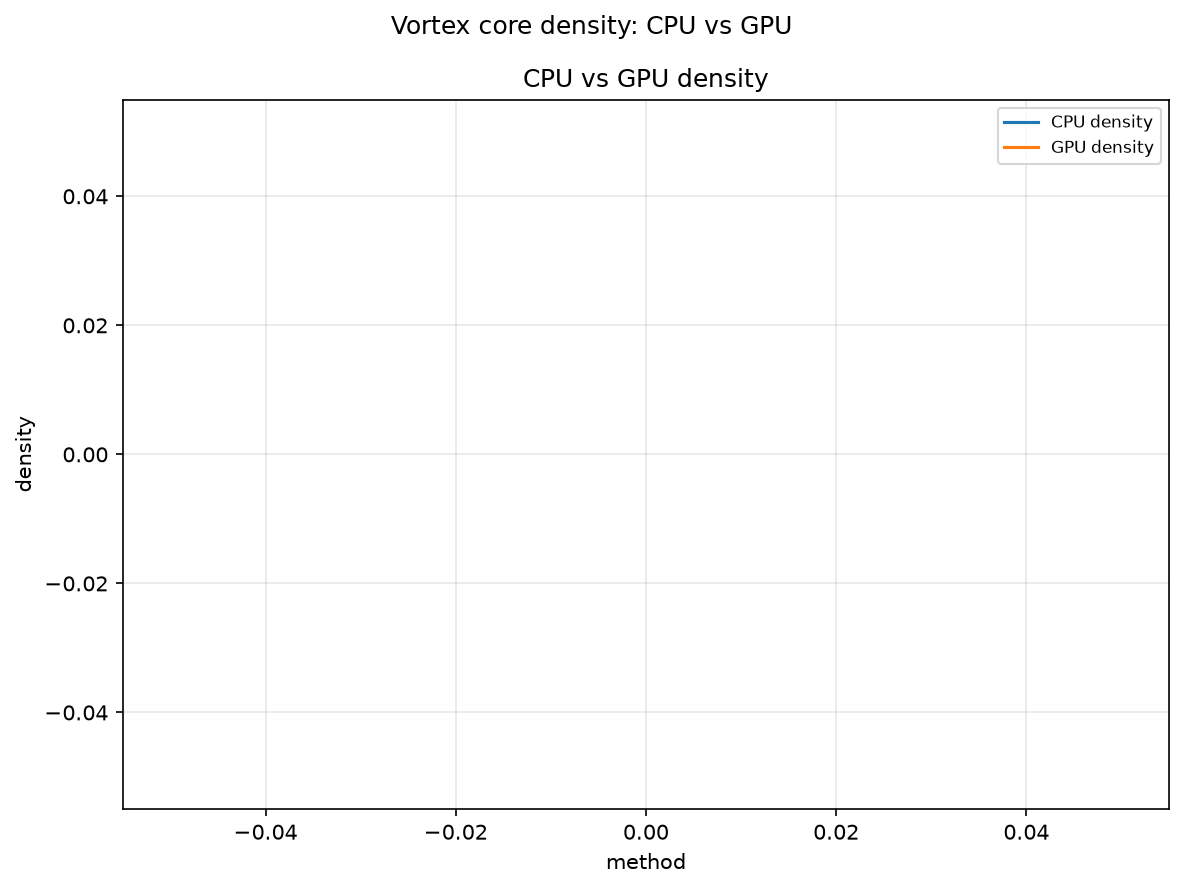 Vortex core density: CPU vs GPU
CPU vs GPU density
CPU density
GPU density
0.04
0.02
0.00
−0.02
−0.04
density
−0.04
−0.02
0.00
0.02
0.04
method